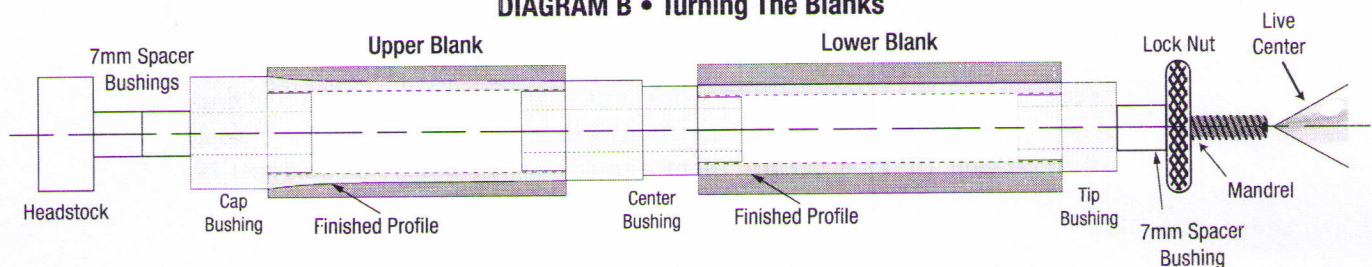 DIAGRAM B • Turning The Blanks
7mm Spacer
Bushings
Upper Blank
Lower Blank
Lock Nut
Live
Center
Headstock
Cap
Bushing
Finished Profile
Center
Bushing
Finished Profile
Tip
Bushing
7mm Spacer
Bushing
Mandrel